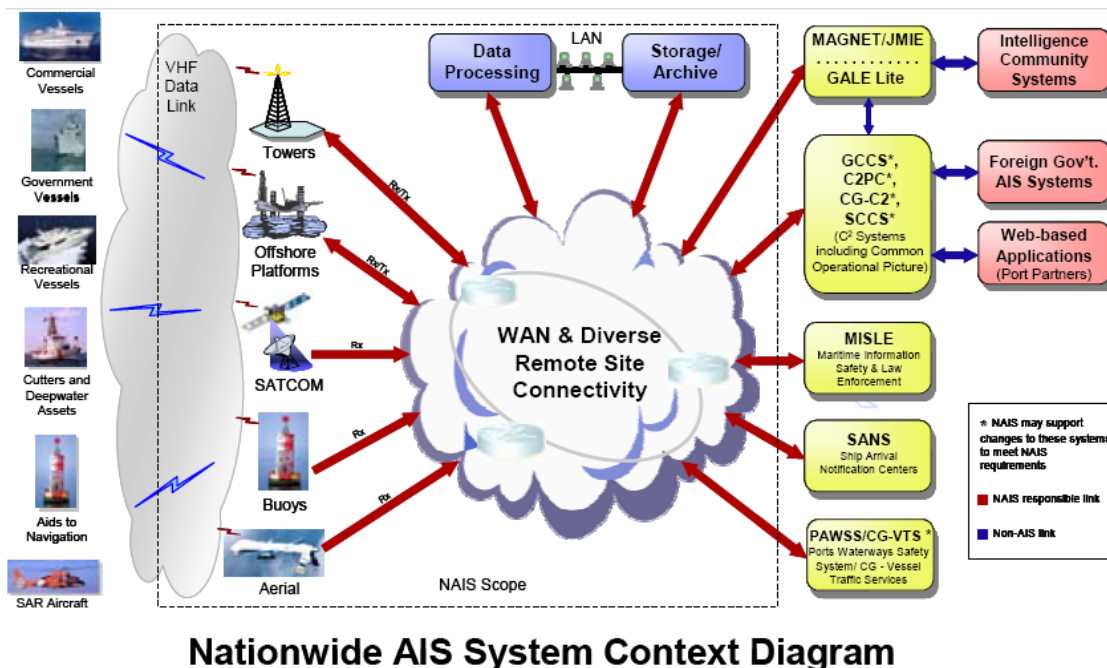 Commercial
Vessels
Government
Vessels
Recreational
Vessels
Cutters and
Deepwater
Assets
Aids to
Navigation
SAR Aircraft
VHF
Data
Link
Towers
Offshore
Platforms
SATCOM
Buoys
Aerial
Rx/Tx
Rx/Tx
Rx
Rx
Rx
Data
Processing
LAN
Storage/
Archive
WAN & Diverse
Remote Site
Connectivity
NAIS Scope
MAGNET/JMIE
. . . . . . . . . . . .
GALE Lite
GCCS*,
C2PC*,
CG-C2*,
SCCS*
(C² Systems
including Common
Operational Picture)
MISLE
Maritime Information
Safety & Law
Enforcement
SANS
Ship Arrival
Notification Centers
PAWSS/CG-VTS *
Ports Waterways Safety
System/ CG - Vessel
Traffic Services
Intelligence
Community
Systems
Foreign Gov't.
AIS Systems
Web-based
Applications
(Port Partners)
* NAIS may support
changes to these systems
to meet NAIS
requirements
NAIS responsible link
Non-AIS link
Nationwide AIS System Context Diagram